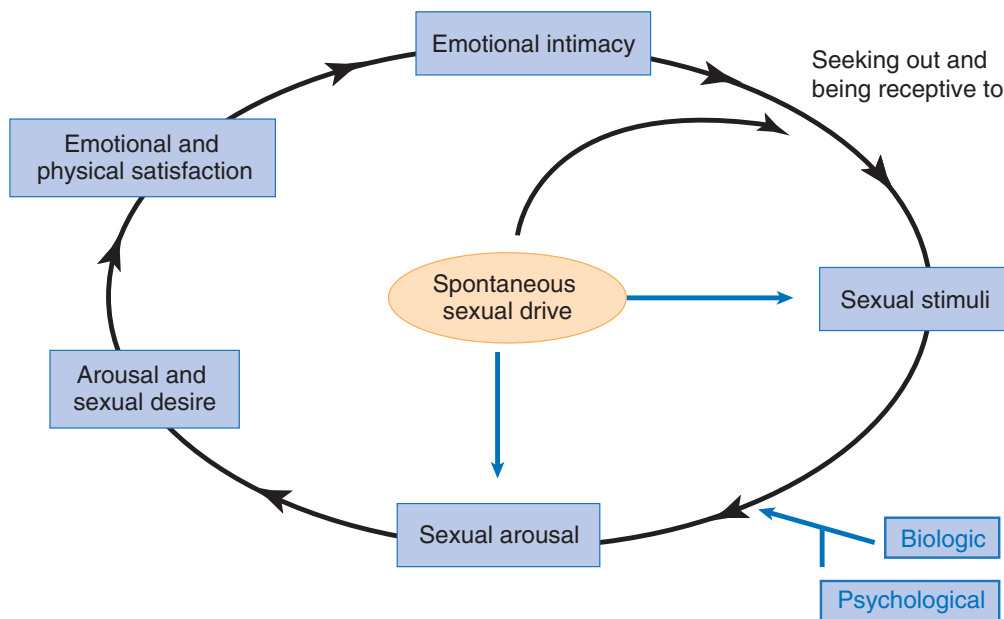 Emotional intimacy
Seeking out and
being receptive to
Emotional and
physical satisfaction
Spontaneous
sexual drive
Sexual stimuli
Arousal and
sexual desire
Sexual arousal
Biologic
Psychological